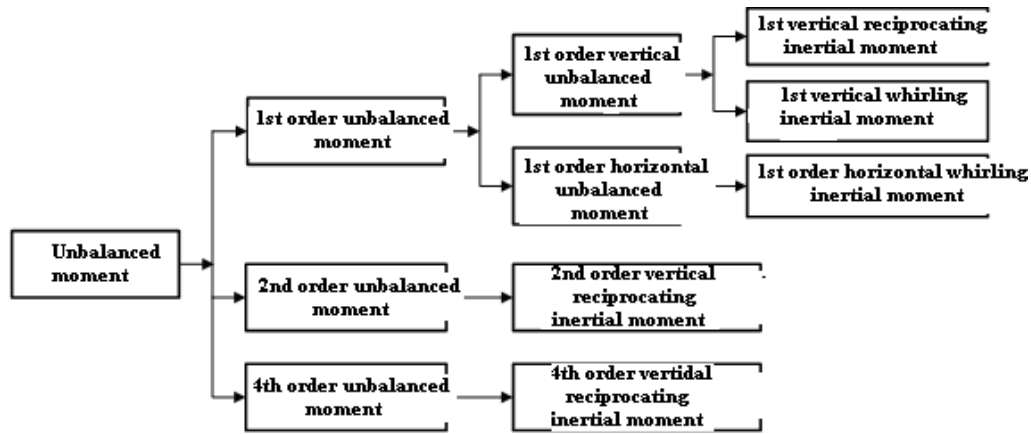 1st vertical reciprocating
inertial moment
1st order vertical
unbalanced
moment
1st vertical whirling
inertial moment
1st order unbalanced
moment
1st order horizontal
unbalanced
moment
1st order horizontal whirling
inertial moment
Unbalanced
moment
2nd order unbalanced
moment
2nd order vertical
reciprocating
inertial moment
4th order unbalanced
moment
4th order vertidal
reciprocating
inertial moment